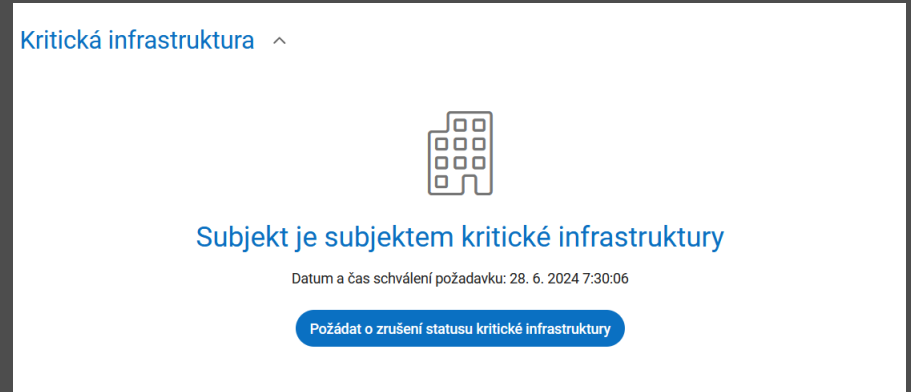 Kritická infrastruktura
Subjekt je subjektem kritické infrastruktury
Datum a čas schválení požadavku: 28. 6. 2024 7:30:06
Požádat o zrušení statusu kritické infrastruktury